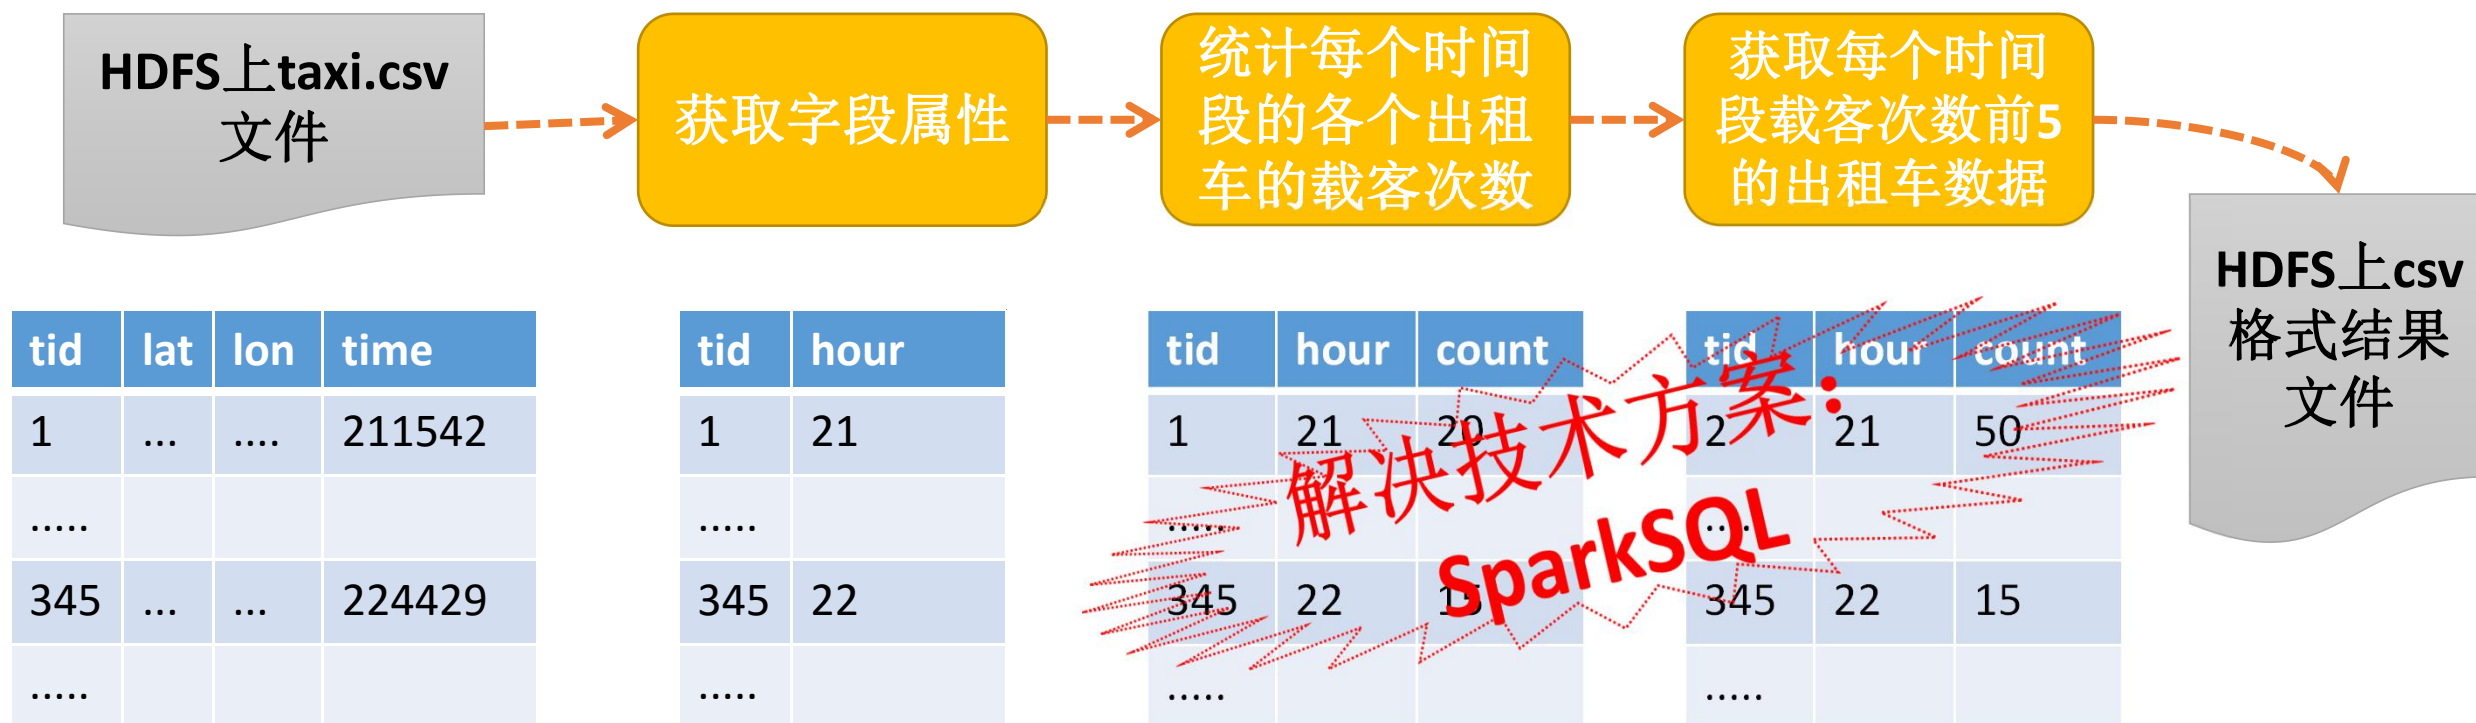 HDFS上taxi.csv
文件
获取字段属性
统计每个时间
段的各个出租
车的载客次数
获取每个时间
段载客次数前5
的出租车数据
HDFS上csv
格式结果
文件
tid lat lon time
1 ... .... 211542
.....
345 ... ... 224429
.....
tid hour
1 21
.....
345 22
.....
tid hour count
1 21 20
.....
345 22 15
.....
tid hour count
2 21 50
.....
345 22 15
.....
解决技术方案：
SparkSQL